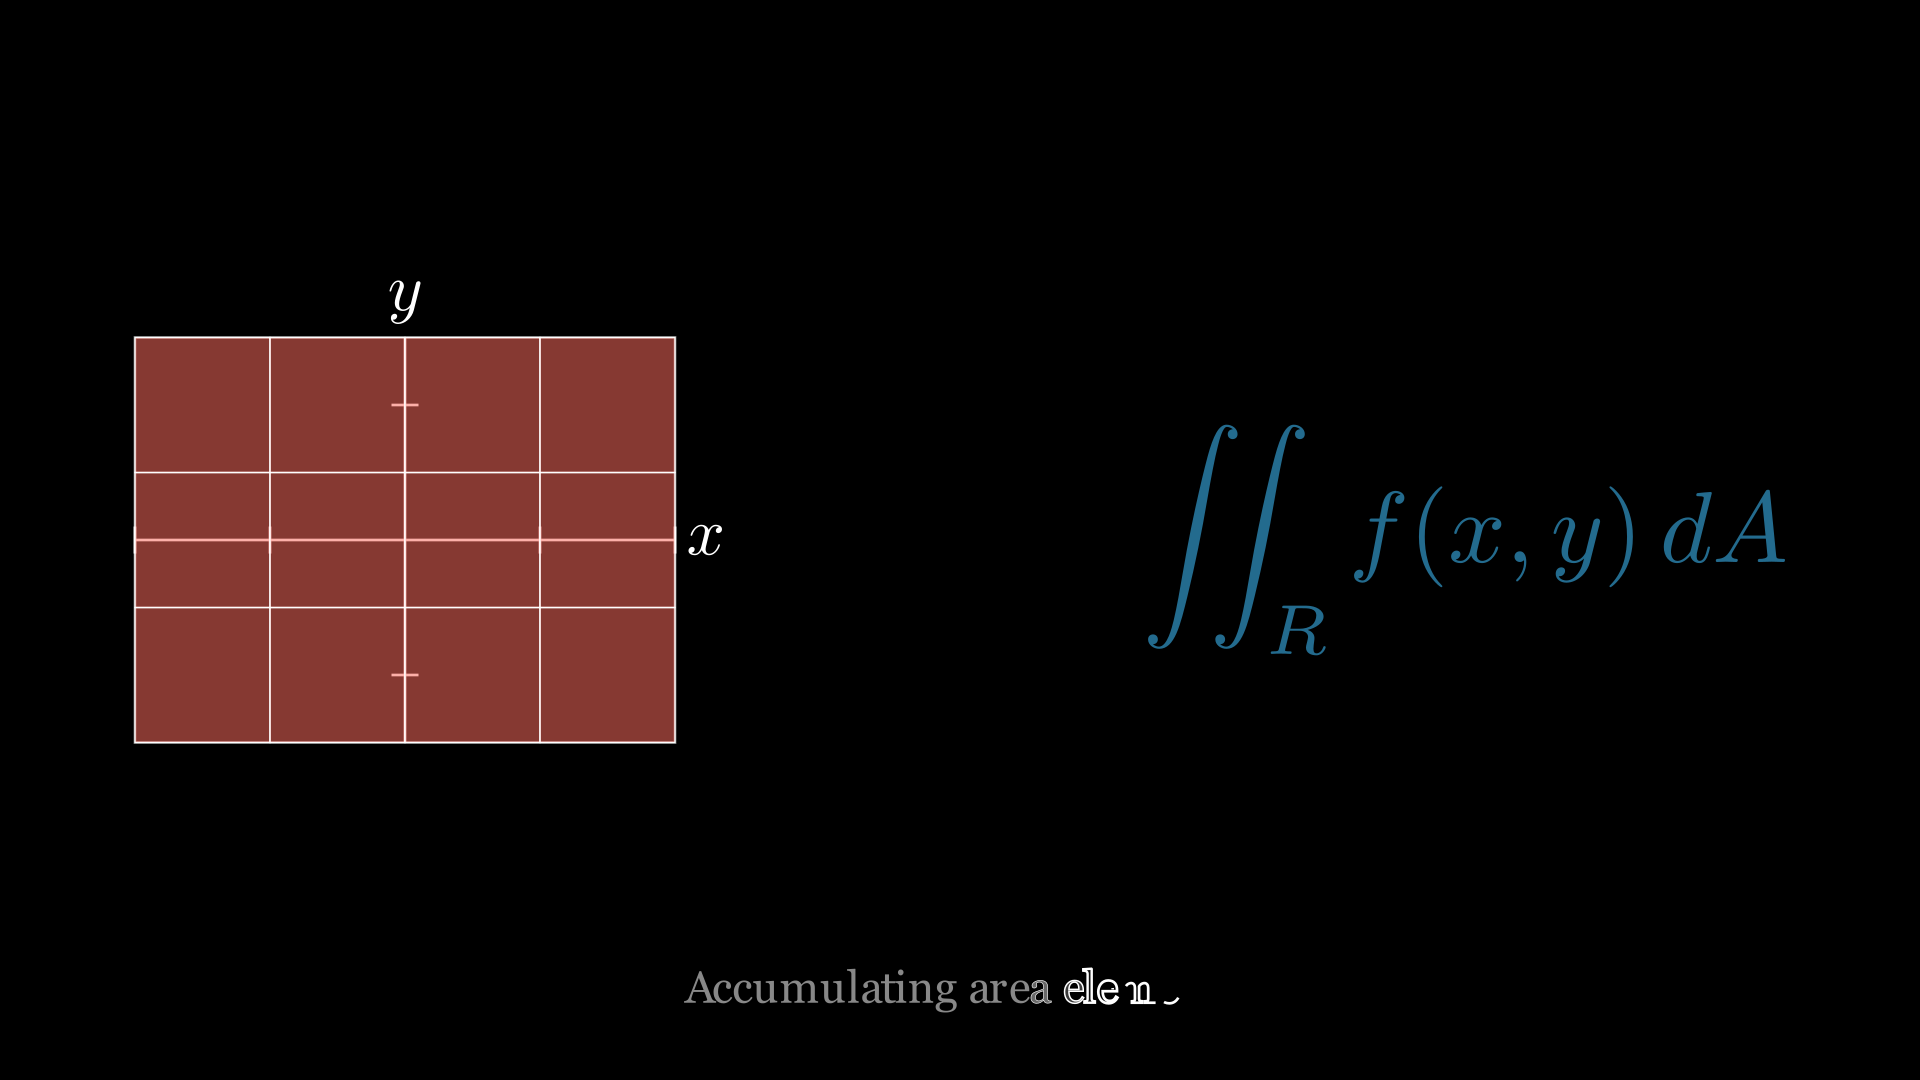 y
x
∬_R f(x, y) dA
Accumulating area